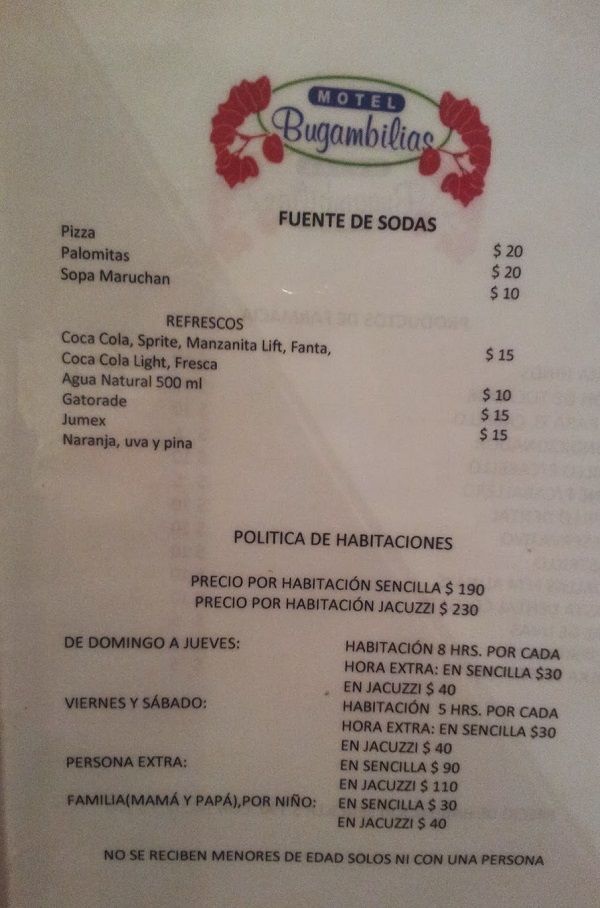 MOTEL
Bugambilias
FUENTE DE SODAS
Pizza $ 20
Palomitas $ 20
Sopa Maruchan $ 10
REFRESCOS
Coca Cola, Sprite, Manzanita Lift, Fanta,
Coca Cola Light, Fresca $ 15
Agua Natural 500 ml $ 10
Gatorade $ 15
Jumex $ 15
Naranja, uva y pina
POLITICA DE HABITACIONES
PRECIO POR HABITACIÓN SENCILLA $ 190
PRECIO POR HABITACIÓN JACUZZI $ 230
DE DOMINGO A JUEVES: HABITACIÓN 8 HRS. POR CADA
HORA EXTRA: EN SENCILLA $30
EN JACUZZI $ 40
VIERNES Y SÁBADO: HABITACIÓN 5 HRS. POR CADA
HORA EXTRA: EN SENCILLA $30
EN JACUZZI $ 40
PERSONA EXTRA: EN SENCILLA $ 90
EN JACUZZI $ 110
FAMILIA(MAMÁ Y PAPÁ),POR NIÑO: EN SENCILLA $ 30
EN JACUZZI $ 40
NO SE RECIBEN MENORES DE EDAD SOLOS NI CON UNA PERSONA